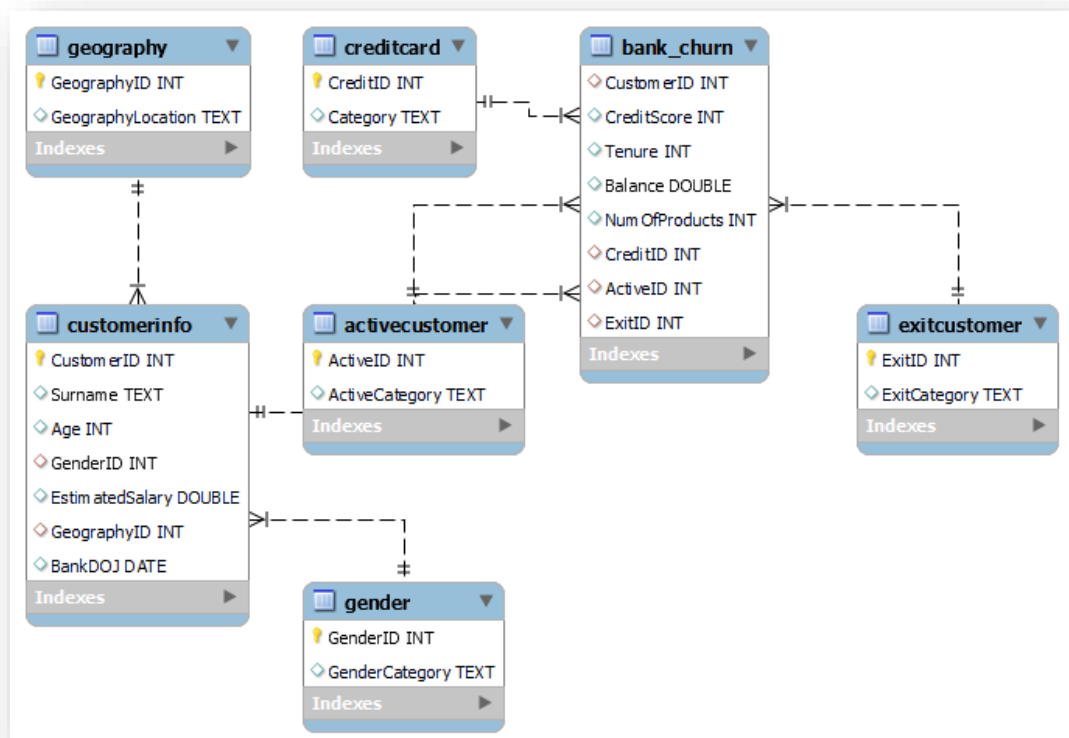 geography
GeographyID INT
GeographyLocation TEXT
Indexes
creditcard
CreditID INT
Category TEXT
Indexes
bank_churn
CustomerID INT
CreditScore INT
Tenure INT
Balance DOUBLE
NumOfProducts INT
CreditID INT
ActiveID INT
ExitID INT
Indexes
customerinfo
CustomerID INT
Surname TEXT
Age INT
GenderID INT
EstimatedSalary DOUBLE
GeographyID INT
BankDOJ DATE
Indexes
activecustomer
ActiveID INT
ActiveCategory TEXT
Indexes
exitcustomer
ExitID INT
ExitCategory TEXT
Indexes
gender
GenderID INT
GenderCategory TEXT
Indexes